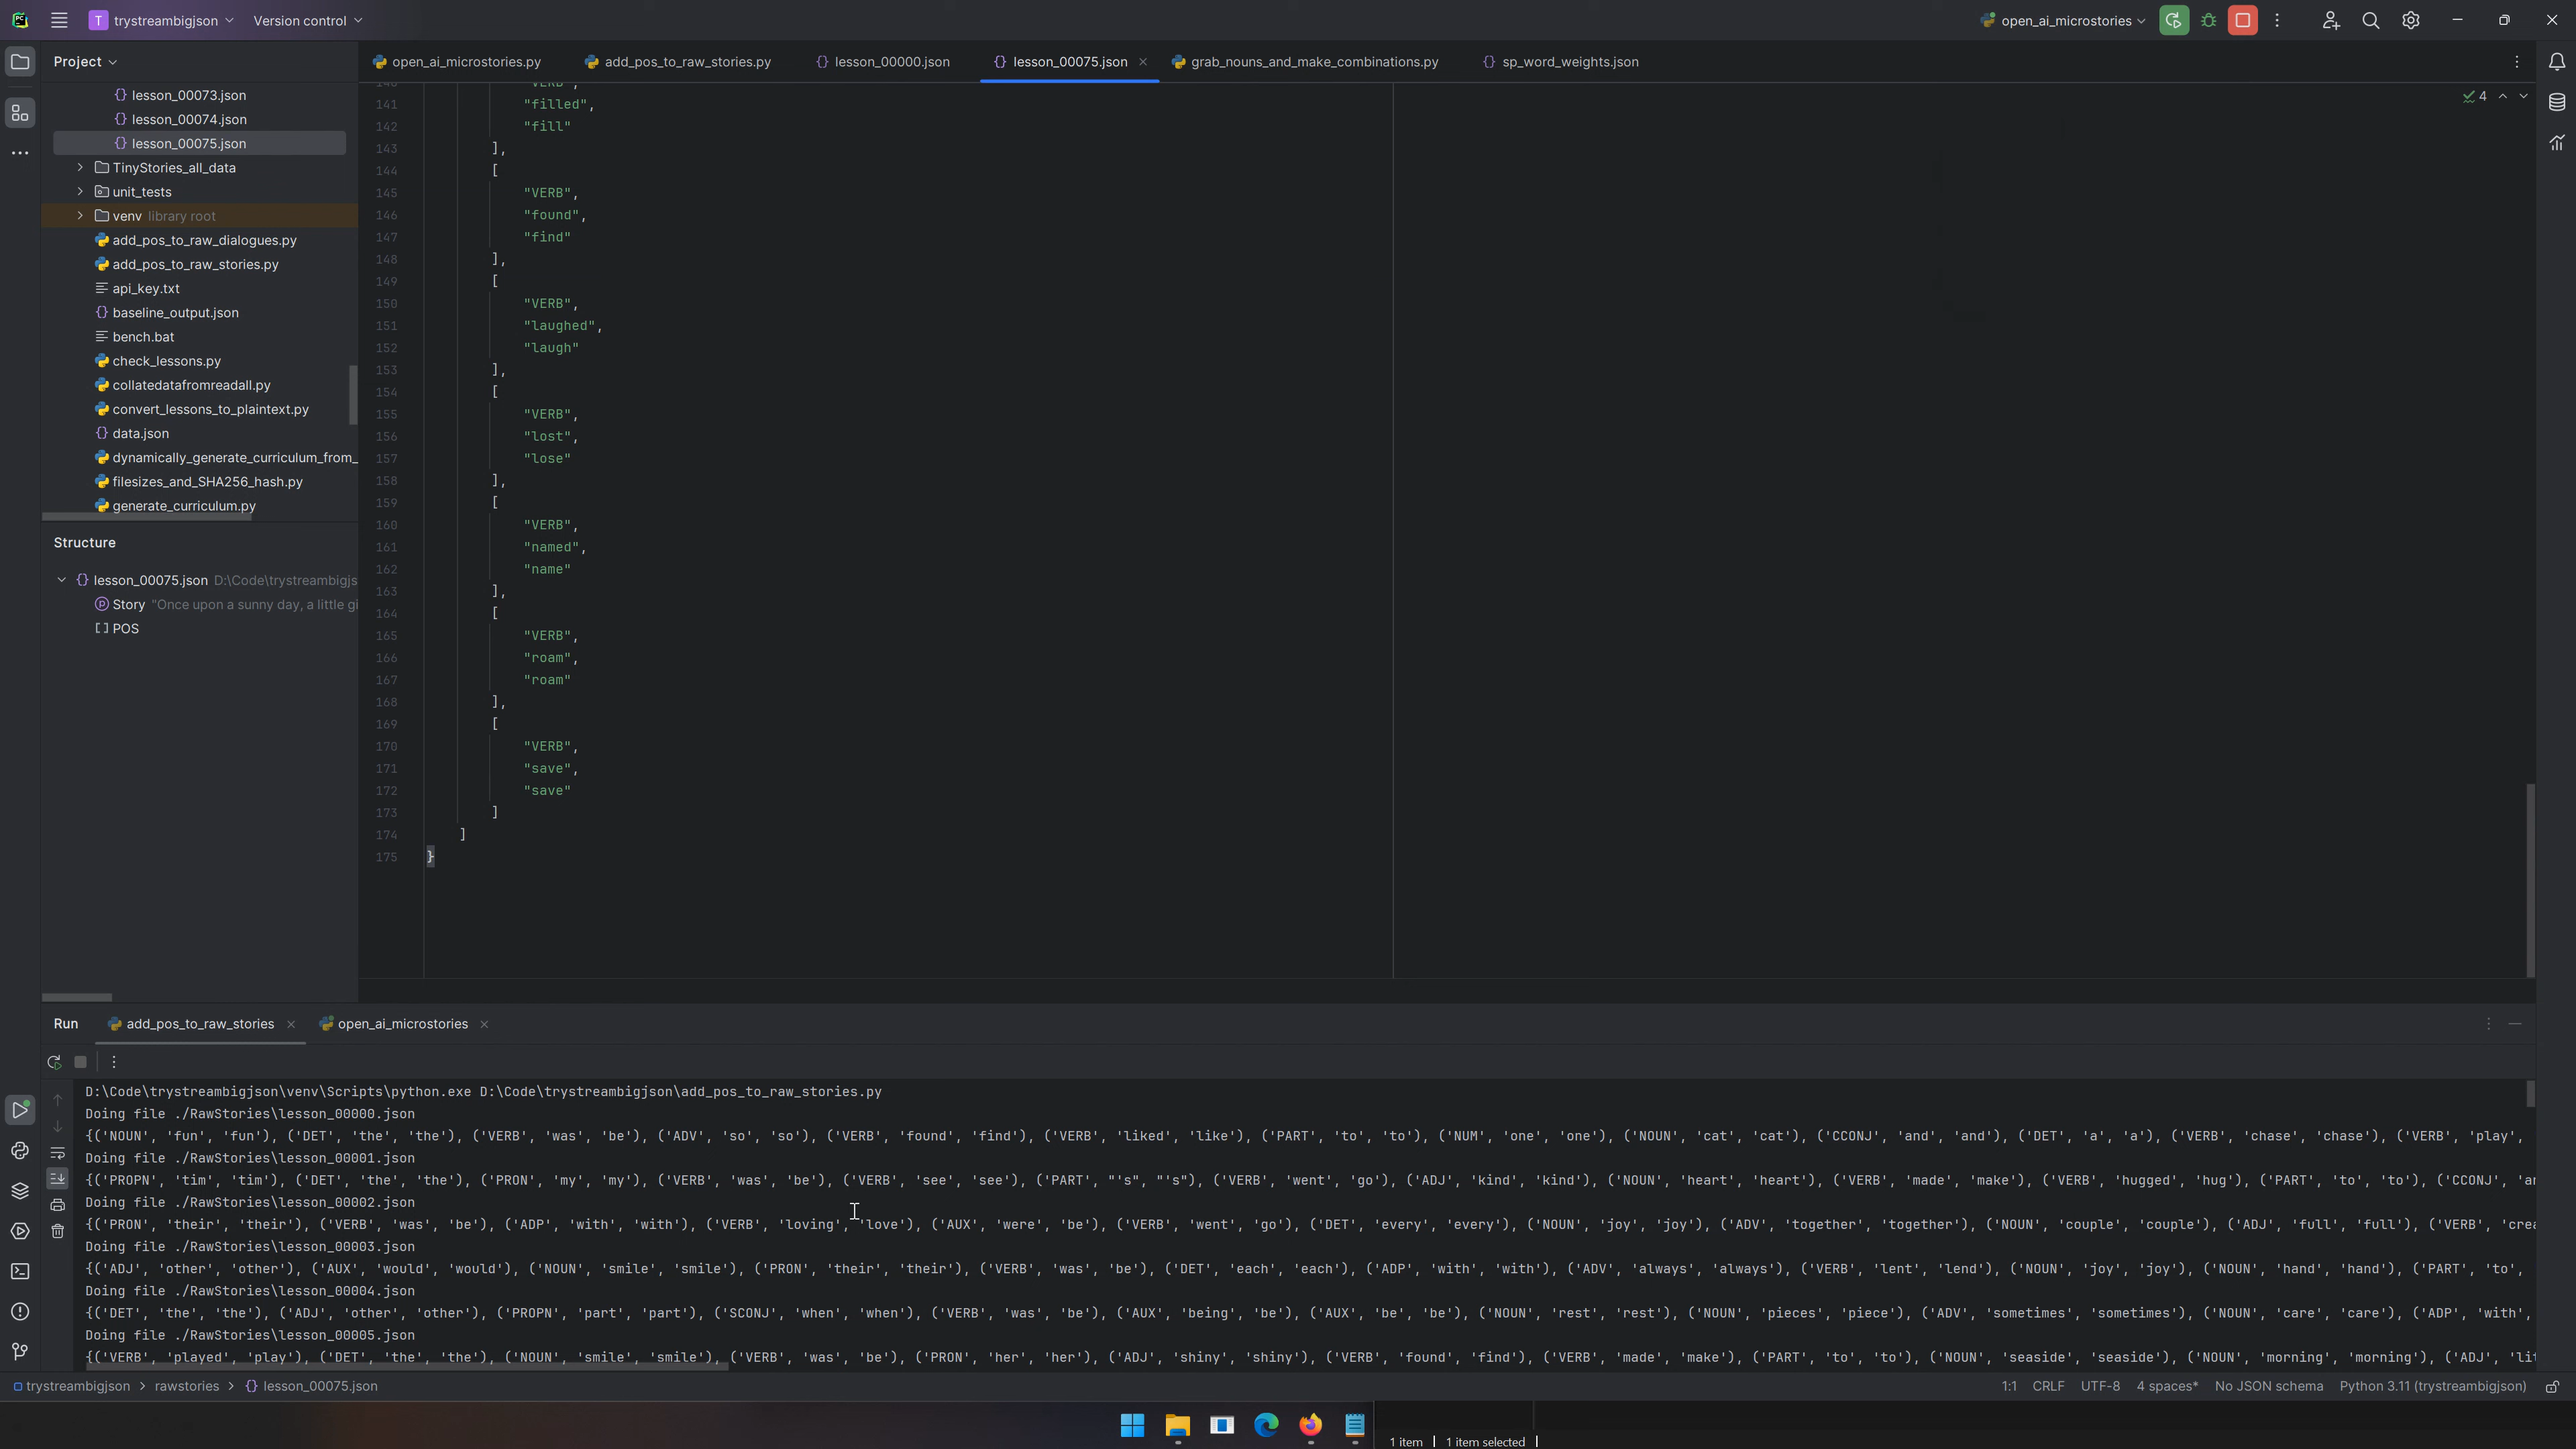 T trystreambigjson Version control open_ai_microstories
Project
open_ai_microstories.py add_pos_to_raw_stories.py {} lesson_00000.json {} lesson_00075.json grab_nouns_and_make_combinations.py {} sp_word_weights.json
4
{} lesson_00073.json
{} lesson_00074.json
{} lesson_00075.json
TinyStories_all_data
unit_tests
venv library root
add_pos_to_raw_dialogues.py
add_pos_to_raw_stories.py
api_key.txt
{} baseline_output.json
bench.bat
check_lessons.py
collatedatafromreadall.py
convert_lessons_to_plaintext.py
{} data.json
dynamically_generate_curriculum_from_
filesizes_and_SHA256_hash.py
generate_curriculum.py
Structure
{} lesson_00075.json D:\Code\trystreambigjs
Story "Once upon a sunny day, a little gi
[] POS
140 "VERB",
141 "filled",
142 "fill"
143 ],
144 [
145 "VERB",
146 "found",
147 "find"
148 ],
149 [
150 "VERB",
151 "laughed",
152 "laugh"
153 ],
154 [
155 "VERB",
156 "lost",
157 "lose"
158 ],
159 [
160 "VERB",
161 "named",
162 "name"
163 ],
164 [
165 "VERB",
166 "roam",
167 "roam"
168 ],
169 [
170 "VERB",
171 "save",
172 "save"
173 ]
174 ]
175 }
Run add_pos_to_raw_stories open_ai_microstories
D:\Code\trystreambigjson\venv\Scripts\python.exe D:\Code\trystreambigjson\add_pos_to_raw_stories.py
Doing file ./RawStories\lesson_00000.json
{('NOUN', 'fun', 'fun'), ('DET', 'the', 'the'), ('VERB', 'was', 'be'), ('ADV', 'so', 'so'), ('VERB', 'found', 'find'), ('VERB', 'liked', 'like'), ('PART', 'to', 'to'), ('NUM', 'one', 'one'), ('NOUN', 'cat', 'cat'), ('CCONJ', 'and', 'and'), ('DET', 'a', 'a'), ('VERB', 'chase', 'chase'), ('VERB', 'play',
Doing file ./RawStories\lesson_00001.json
{('PROPN', 'tim', 'tim'), ('DET', 'the', 'the'), ('PRON', 'my', 'my'), ('VERB', 'was', 'be'), ('VERB', 'see', 'see'), ('PART', "'s", "'s"), ('VERB', 'went', 'go'), ('ADJ', 'kind', 'kind'), ('NOUN', 'heart', 'heart'), ('VERB', 'made', 'make'), ('VERB', 'hugged', 'hug'), ('PART', 'to', 'to'), ('CCONJ', 'an
Doing file ./RawStories\lesson_00002.json
{('PRON', 'their', 'their'), ('VERB', 'was', 'be'), ('ADP', 'with', 'with'), ('VERB', 'loving', 'love'), ('AUX', 'were', 'be'), ('VERB', 'went', 'go'), ('DET', 'every', 'every'), ('NOUN', 'joy', 'joy'), ('ADV', 'together', 'together'), ('NOUN', 'couple', 'couple'), ('ADJ', 'full', 'full'), ('VERB', 'crea
Doing file ./RawStories\lesson_00003.json
{('ADJ', 'other', 'other'), ('AUX', 'would', 'would'), ('NOUN', 'smile', 'smile'), ('PRON', 'their', 'their'), ('VERB', 'was', 'be'), ('DET', 'each', 'each'), ('ADP', 'with', 'with'), ('ADV', 'always', 'always'), ('VERB', 'lent', 'lend'), ('NOUN', 'joy', 'joy'), ('NOUN', 'hand', 'hand'), ('PART', 'to',
Doing file ./RawStories\lesson_00004.json
{('DET', 'the', 'the'), ('ADJ', 'other', 'other'), ('PROPN', 'part', 'part'), ('SCONJ', 'when', 'when'), ('VERB', 'was', 'be'), ('AUX', 'being', 'be'), ('AUX', 'be', 'be'), ('NOUN', 'rest', 'rest'), ('NOUN', 'pieces', 'piece'), ('ADV', 'sometimes', 'sometimes'), ('NOUN', 'care', 'care'), ('ADP', 'with',
Doing file ./RawStories\lesson_00005.json
{('VERB', 'played', 'play'), ('DET', 'the', 'the'), ('NOUN', 'smile', 'smile'), ('VERB', 'was', 'be'), ('PRON', 'her', 'her'), ('ADJ', 'shiny', 'shiny'), ('VERB', 'found', 'find'), ('VERB', 'made', 'make'), ('PART', 'to', 'to'), ('NOUN', 'seaside', 'seaside'), ('NOUN', 'morning', 'morning'), ('ADJ', 'lit
trystreambigjson > rawstories > {} lesson_00075.json 1:1 CRLF UTF-8 4 spaces* No JSON schema Python 3.11 (trystreambigjson)
1 item 1 item selected